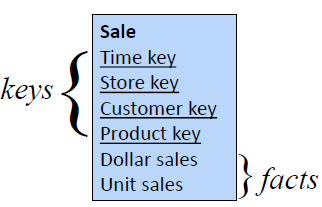 Sale
Time key
Store key
Customer key
Product key
Dollar sales
Unit sales
keys
facts